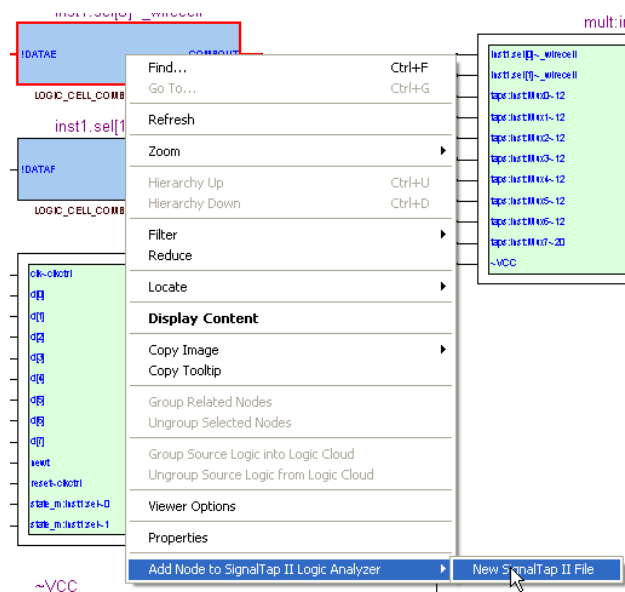 mult:in
!DATAE
COMBOUT
LOGIC_CELL_COMB
inst1.sel[1
!DATAF
LOGIC_CELL_COMB
clk~clkctrl
d[0]
d[1]
d[2]
d[3]
d[4]
d[5]
d[6]
d[7]
newt
reset~clkctrl
state_m:inst1:sel~0
state_m:inst1:sel~1
~VCC
Find... Ctrl+F
Go To... Ctrl+G
Refresh
Zoom
Hierarchy Up Ctrl+U
Hierarchy Down Ctrl+D
Filter
Reduce
Locate
Display Content
Copy Image
Copy Tooltip
Group Related Nodes
Ungroup Selected Nodes
Group Source Logic into Logic Cloud
Ungroup Source Logic from Logic Cloud
Viewer Options
Properties
Add Node to SignalTap II Logic Analyzer
New SignalTap II File
inst1.sel[0]~_wirecell
inst1.sel[1]~_wirecell
taps:inst:Mux0~12
taps:inst:Mux1~12
taps:inst:Mux2~12
taps:inst:Mux3~12
taps:inst:Mux4~12
taps:inst:Mux5~12
taps:inst:Mux6~12
taps:inst:Mux7~20
~VCC